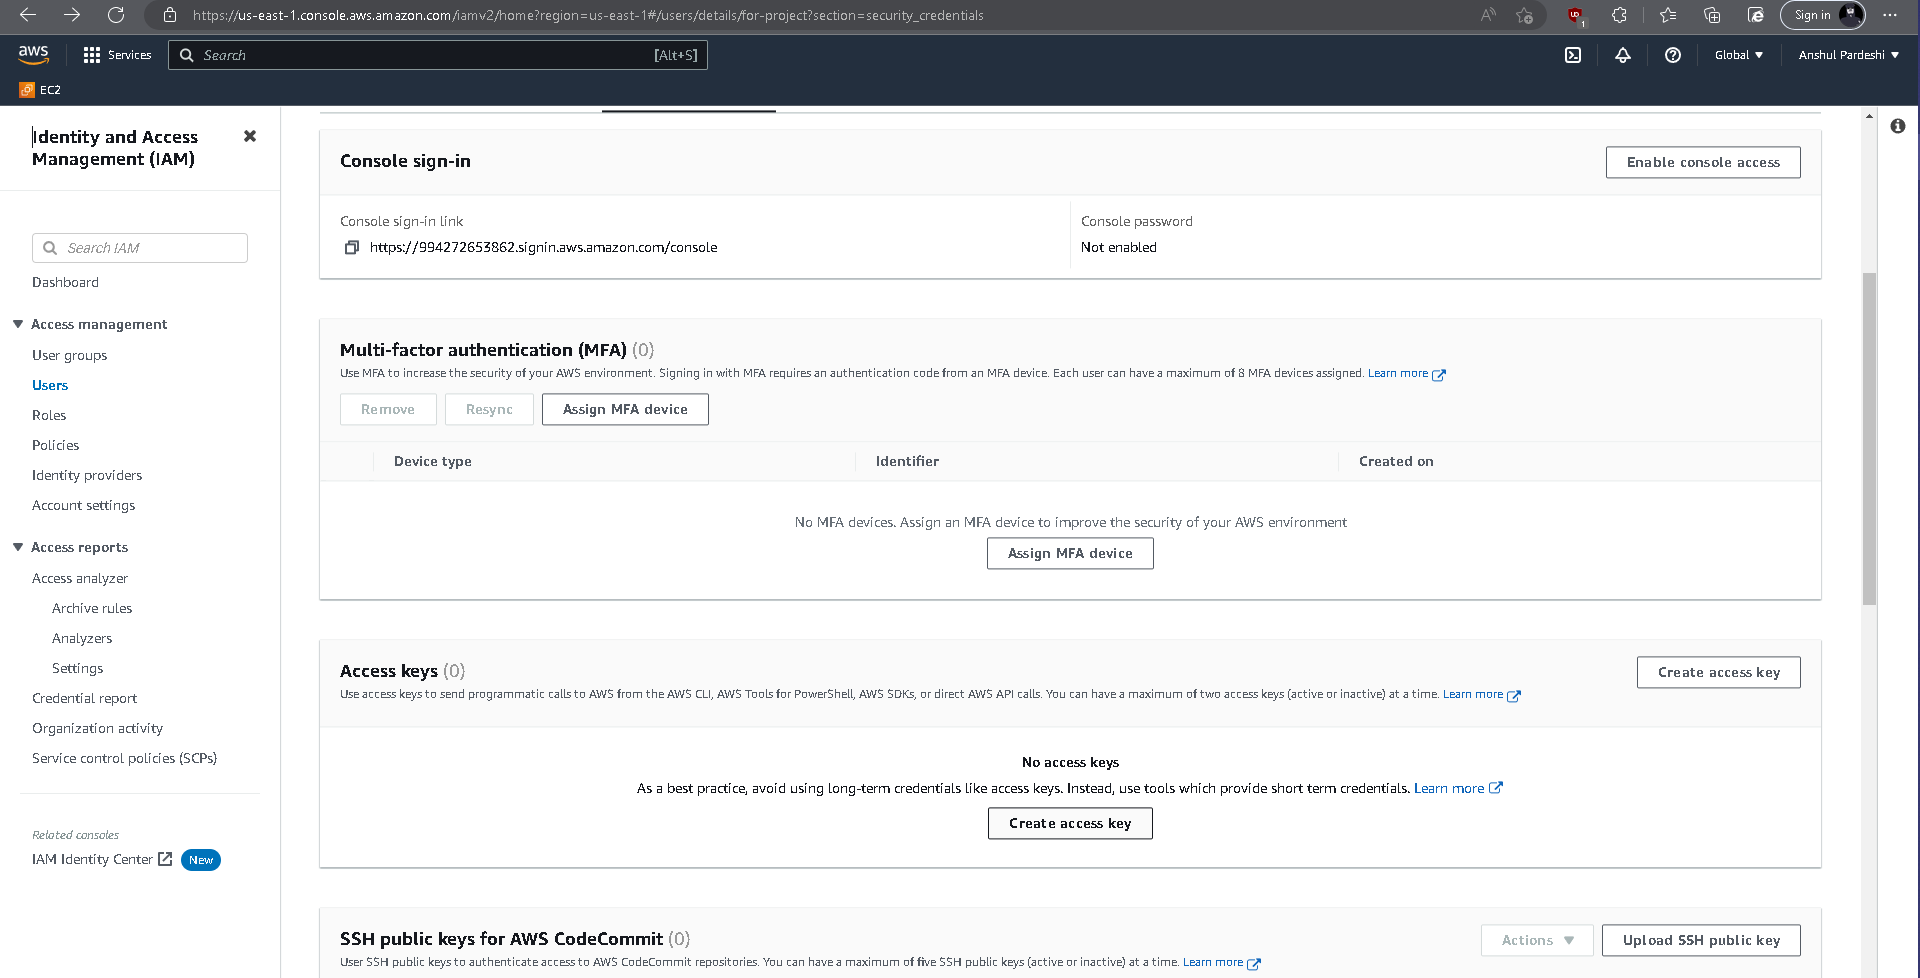 https://us-east-1.console.aws.amazon.com/iamv2/home?region=us-east-1#/users/details/for-project?section=security_credentials
Sign in
aws
Services
Search
[Alt+S]
Global
Anshul Pardeshi
EC2
Identity and Access
Management (IAM)
Search IAM
Dashboard
Access management
User groups
Users
Roles
Policies
Identity providers
Account settings
Access reports
Access analyzer
Archive rules
Analyzers
Settings
Credential report
Organization activity
Service control policies (SCPs)
Related consoles
IAM Identity Center New
Console sign-in
Enable console access
Console sign-in link
https://994272653862.signin.aws.amazon.com/console
Console password
Not enabled
Multi-factor authentication (MFA) (0)
Use MFA to increase the security of your AWS environment. Signing in with MFA requires an authentication code from an MFA device. Each user can have a maximum of 8 MFA devices assigned. Learn more
Remove
Resync
Assign MFA device
Device type
Identifier
Created on
No MFA devices. Assign an MFA device to improve the security of your AWS environment
Assign MFA device
Access keys (0)
Create access key
Use access keys to send programmatic calls to AWS from the AWS CLI, AWS Tools for PowerShell, AWS SDKs, or direct AWS API calls. You can have a maximum of two access keys (active or inactive) at a time. Learn more
No access keys
As a best practice, avoid using long-term credentials like access keys. Instead, use tools which provide short term credentials. Learn more
Create access key
SSH public keys for AWS CodeCommit (0)
Actions
Upload SSH public key
User SSH public keys to authenticate access to AWS CodeCommit repositories. You can have a maximum of five SSH public keys (active or inactive) at a time. Learn more